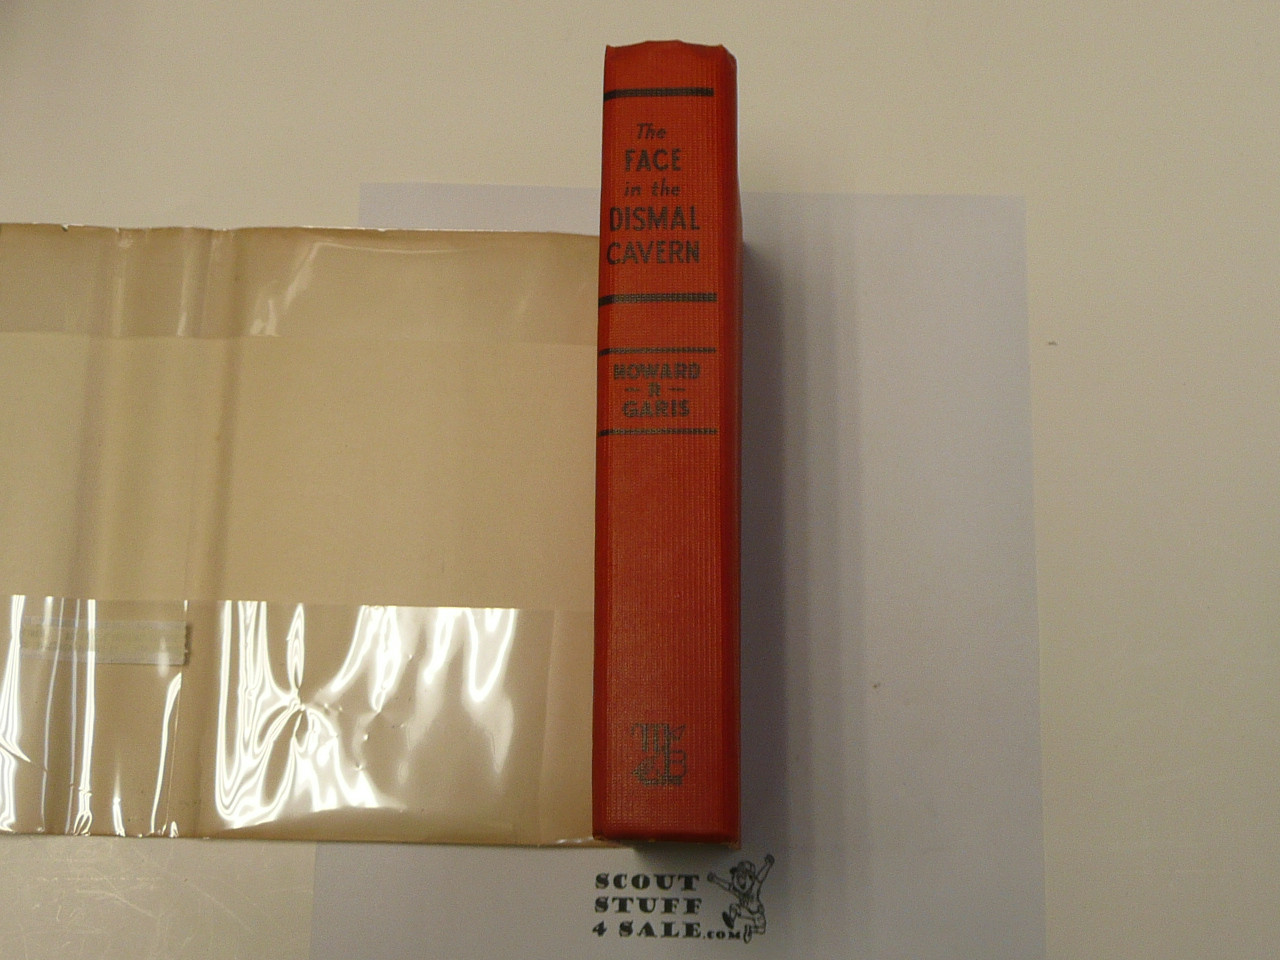 The
FACE
in the
DISMAL
CAVERN
HOWARD
— R —
GARIS
SCOUT
STUFF
4 SALE.COM